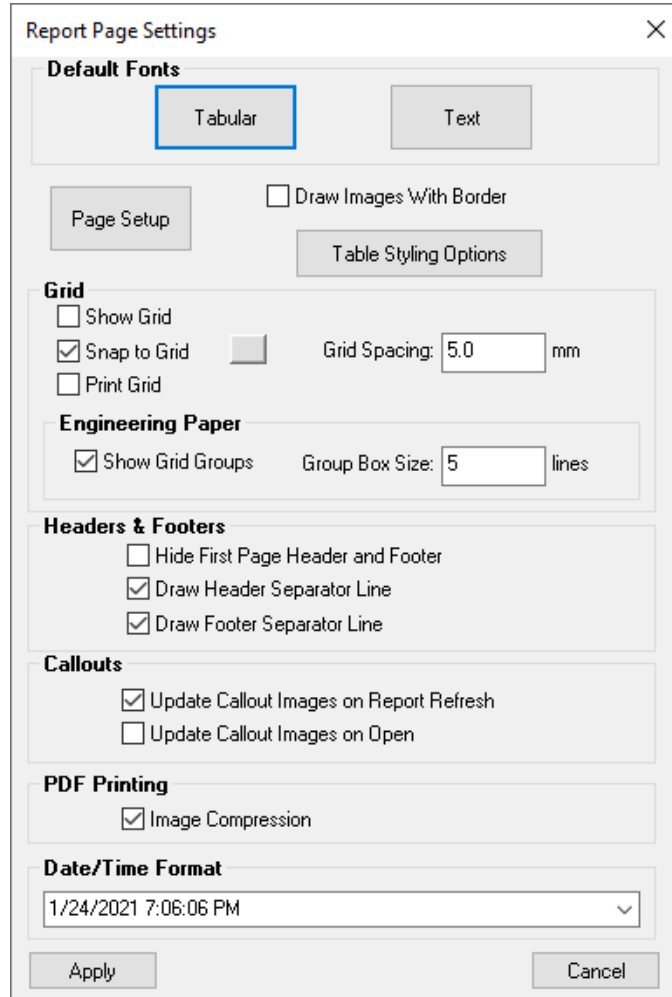 Report Page Settings
Default Fonts
Tabular Text
Draw Images With Border
Page Setup
Table Styling Options
Grid
Show Grid
Snap to Grid Grid Spacing: 5.0 mm
Print Grid
Engineering Paper
Show Grid Groups Group Box Size: 5 lines
Headers & Footers
Hide First Page Header and Footer
Draw Header Separator Line
Draw Footer Separator Line
Callouts
Update Callout Images on Report Refresh
Update Callout Images on Open
PDF Printing
Image Compression
Date/Time Format
1/24/2021 7:06:06 PM
Apply Cancel